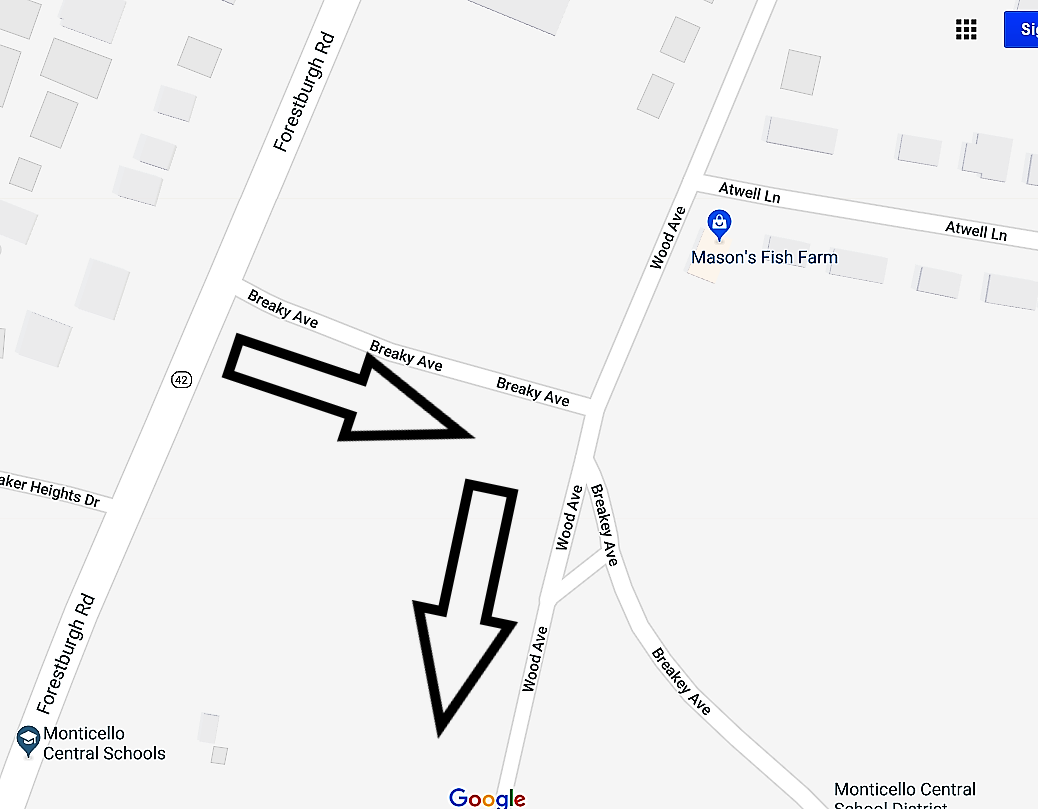 Forestburgh Rd
Atwell Ln
Atwell Ln
Wood Ave
Mason's Fish Farm
Breaky Ave
Breaky Ave
Breaky Ave
42
aker Heights Dr
Wood Ave
Breakey Ave
Forestburgh Rd
Wood Ave
Breakey Ave
Monticello
Central Schools
Google
Monticello Central
School District